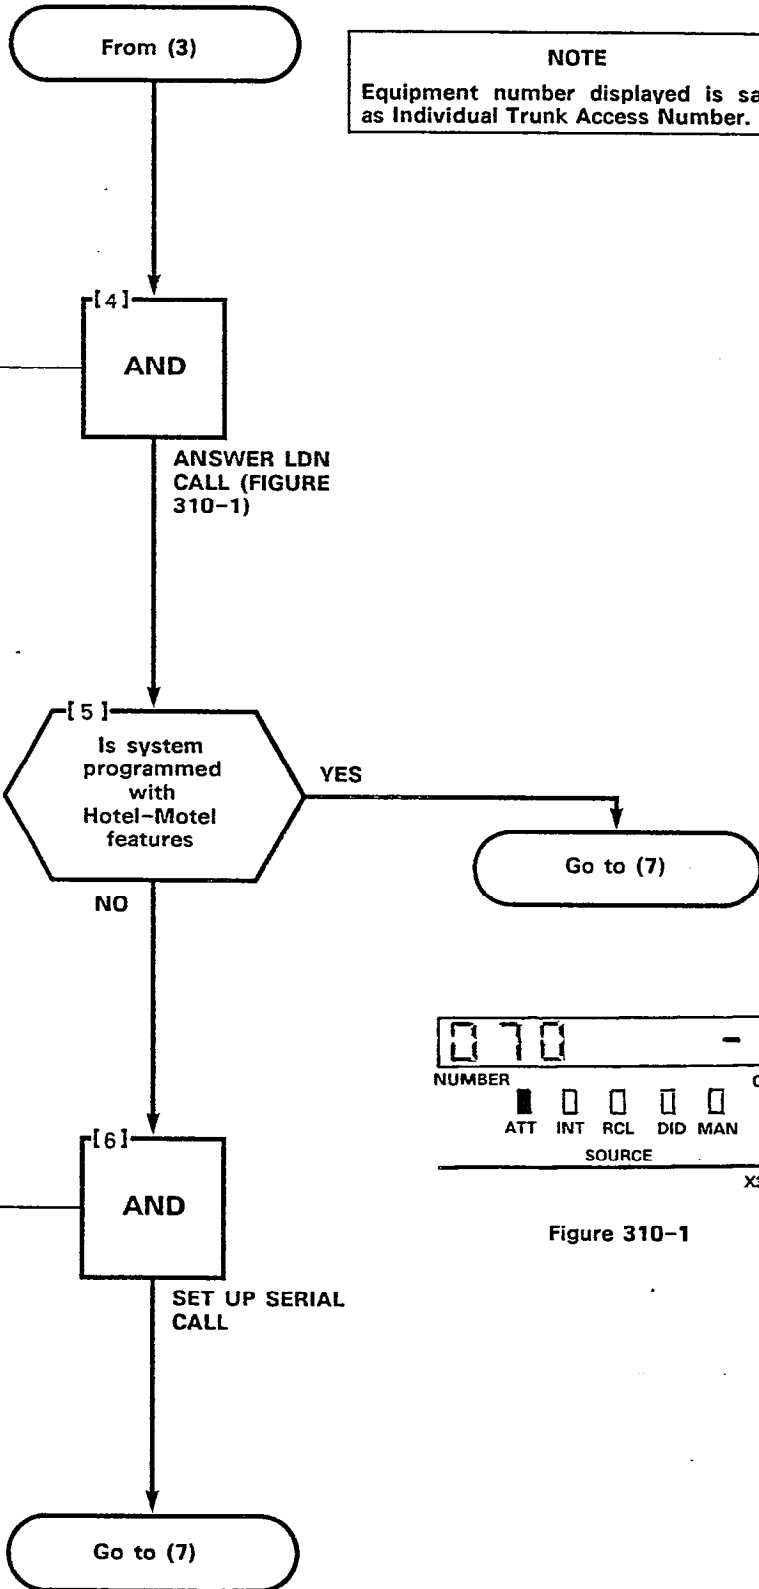 From (3)
NOTE
Equipment number displayed is
as Individual Trunk Access Number.
[4]
AND
ANSWER LDN
CALL (FIGURE
310-1)
[5]
Is system
programmed
with
Hotel-Motel
features
YES
Go to (7)
NO
070 -
NUMBER
ATT INT RCL DID MAN
SOURCE
[6]
AND
Figure 310-1
SET UP SERIAL
CALL
Go to (7)